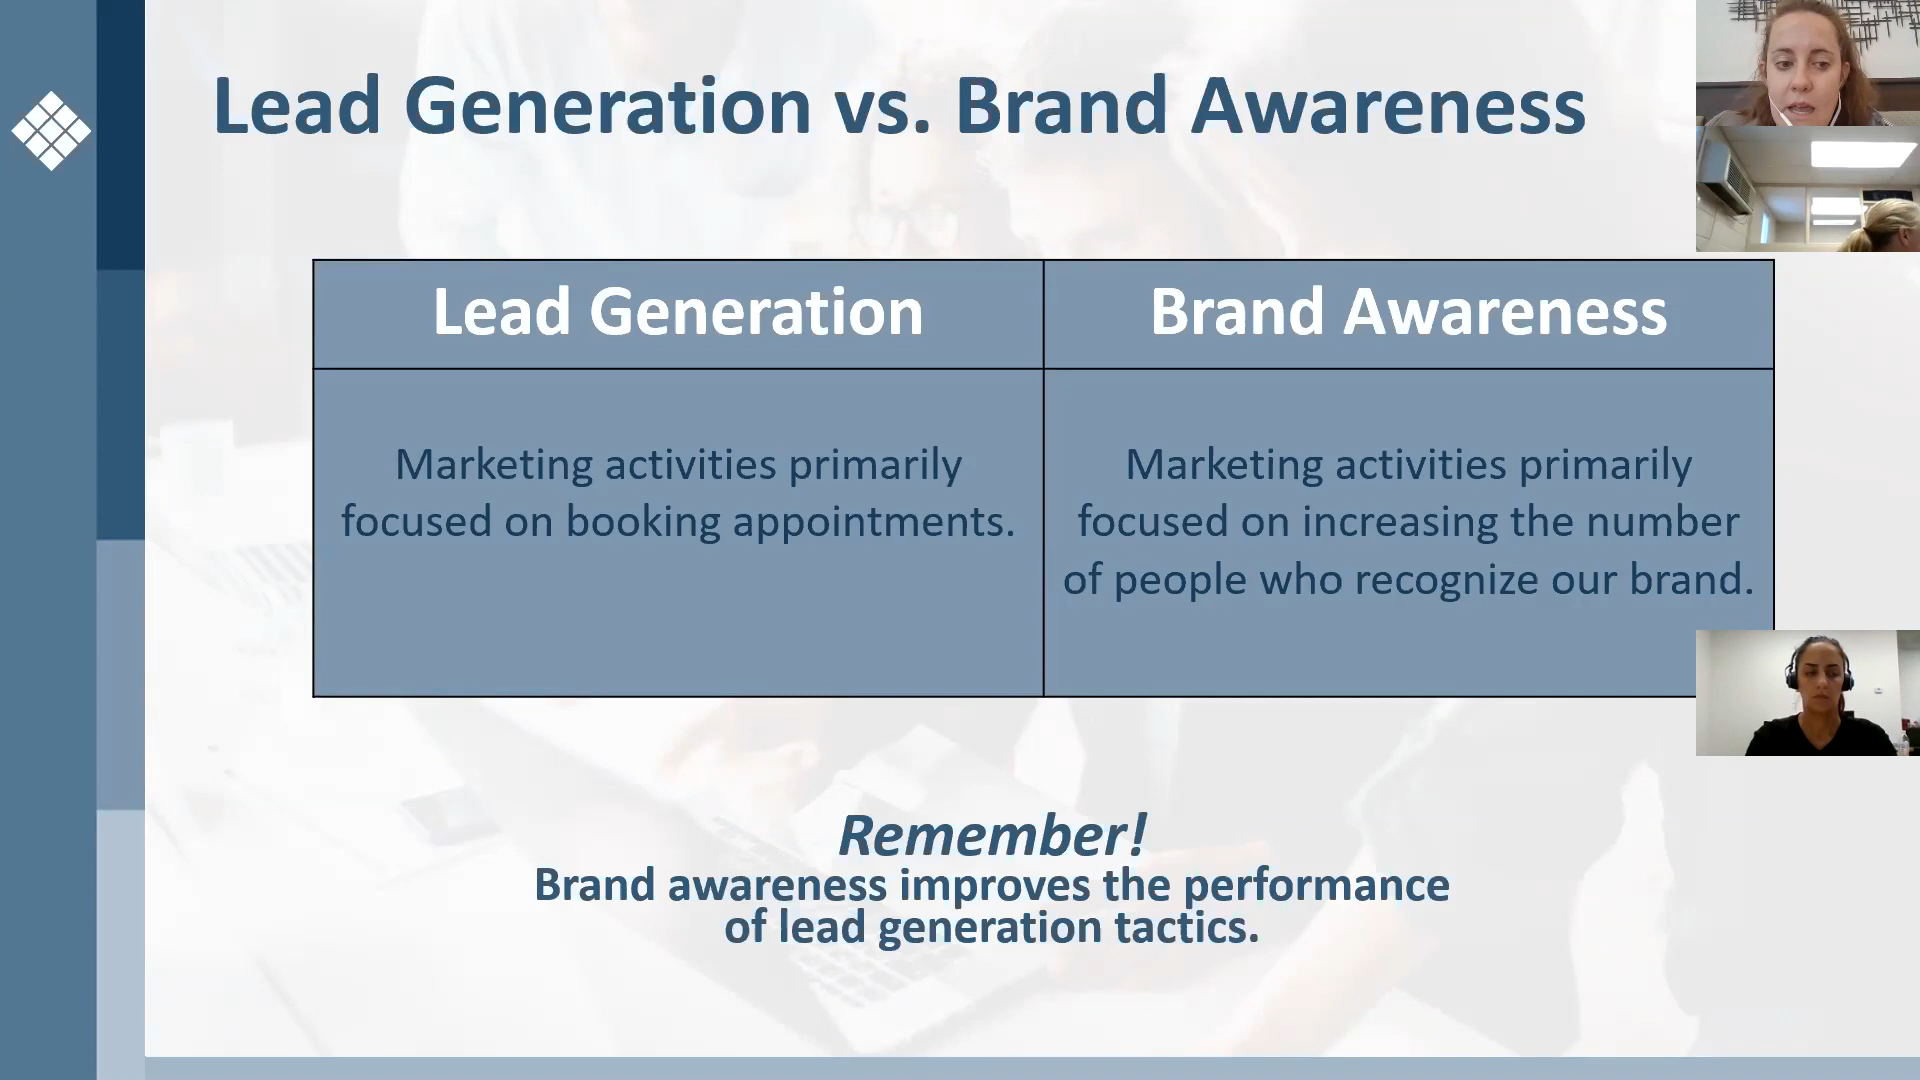 Lead Generation vs. Brand Awareness
Lead Generation
Brand Awareness
Marketing activities primarily
focused on booking appointments.
Marketing activities primarily
focused on increasing the number
of people who recognize our brand.
Remember!
Brand awareness improves the performance
of lead generation tactics.